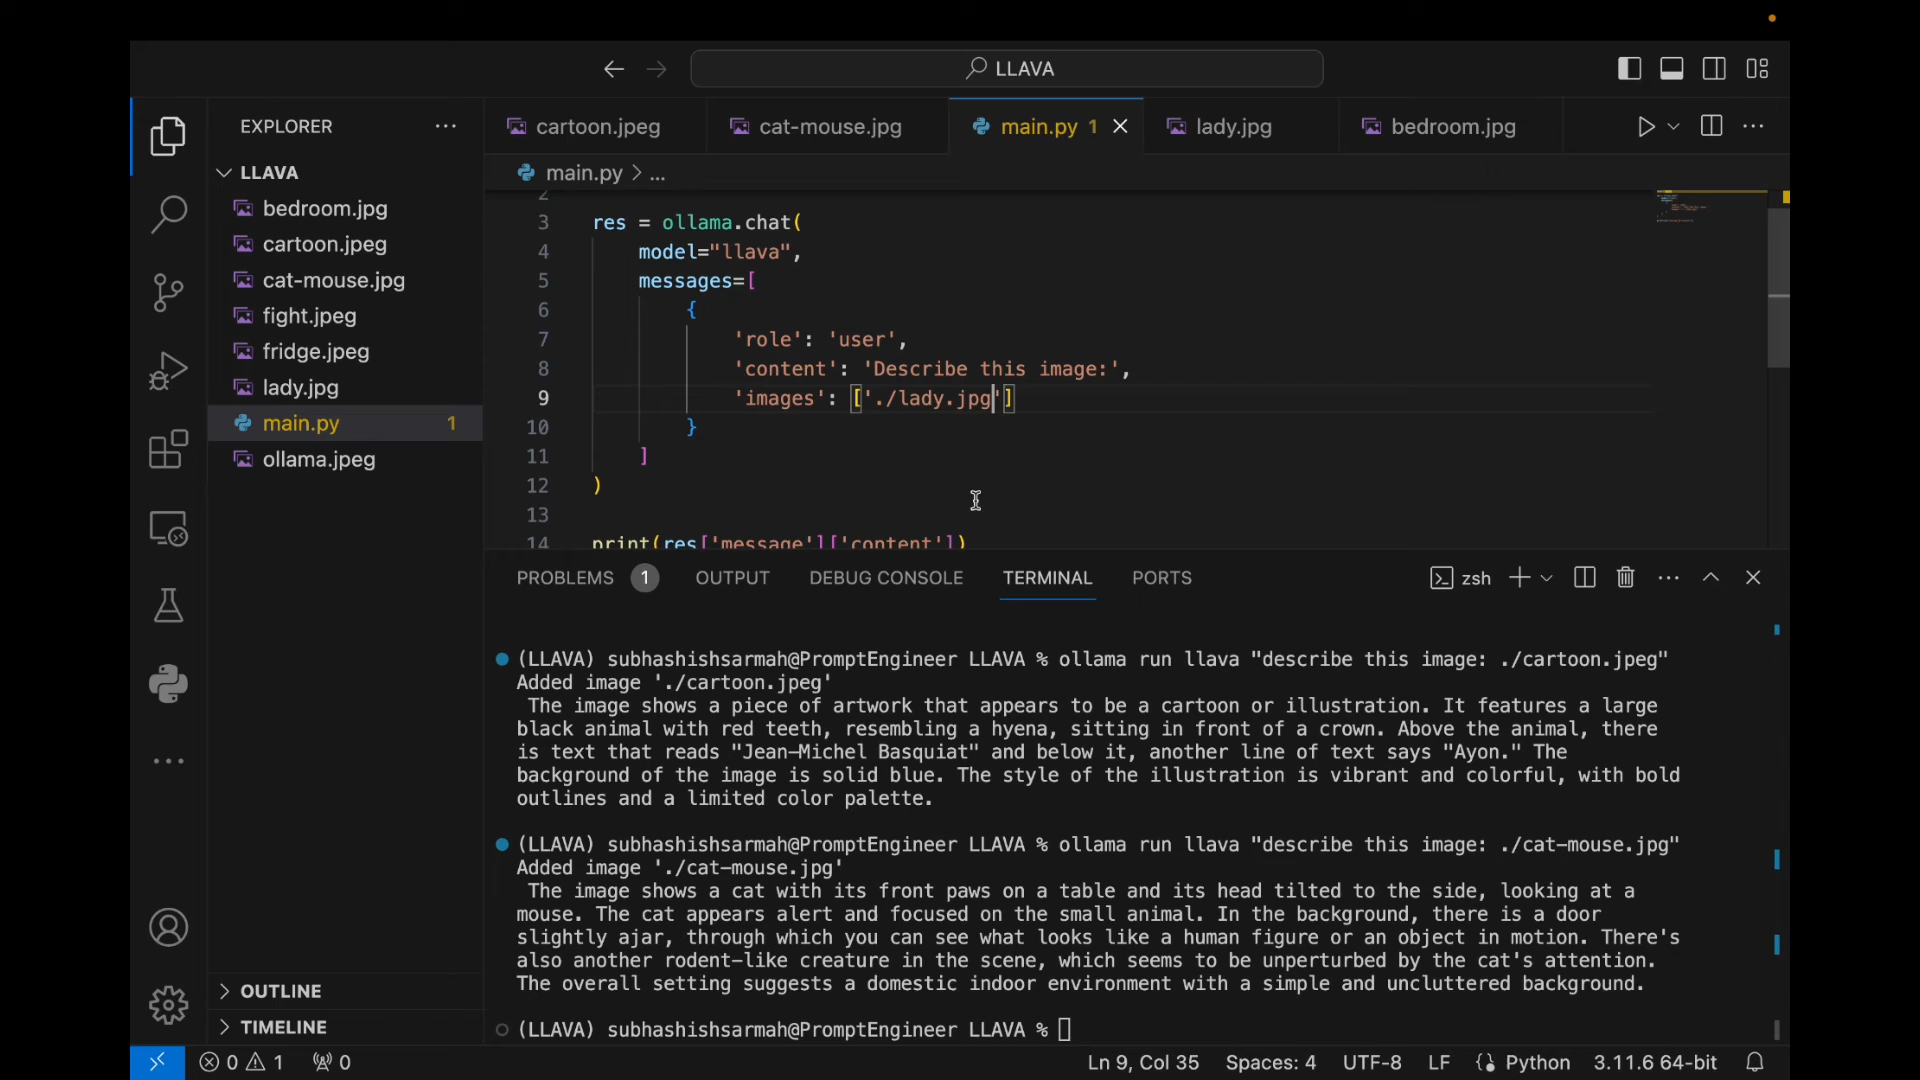 LLAVA
EXPLORER
cartoon.jpeg
cat-mouse.jpg
main.py 1
lady.jpg
bedroom.jpg
LLAVA
main.py > ...
bedroom.jpg
cartoon.jpeg
cat-mouse.jpg
fight.jpeg
fridge.jpeg
lady.jpg
main.py 1
ollama.jpeg
2
3 res = ollama.chat(
4 model="llava",
5 messages=[
6 {
7 'role': 'user',
8 'content': 'Describe this image:',
9 'images': ['./lady.jpg']
10 }
11 ]
12 )
13
14 print(res['message']['content'])
PROBLEMS 1 OUTPUT DEBUG CONSOLE TERMINAL PORTS
zsh
(LLAVA) subhashishsarmah@PromptEngineer LLAVA % ollama run llava "describe this image: ./cartoon.jpeg"
Added image './cartoon.jpeg'
The image shows a piece of artwork that appears to be a cartoon or illustration. It features a large
black animal with red teeth, resembling a hyena, sitting in front of a crown. Above the animal, there
is text that reads "Jean-Michel Basquiat" and below it, another line of text says "Ayon." The
background of the image is solid blue. The style of the illustration is vibrant and colorful, with bold
outlines and a limited color palette.
(LLAVA) subhashishsarmah@PromptEngineer LLAVA % ollama run llava "describe this image: ./cat-mouse.jpg"
Added image './cat-mouse.jpg'
The image shows a cat with its front paws on a table and its head tilted to the side, looking at a
mouse. The cat appears alert and focused on the small animal. In the background, there is a door
slightly ajar, through which you can see what looks like a human figure or an object in motion. There's
also another rodent-like creature in the scene, which seems to be unperturbed by the cat's attention.
The overall setting suggests a domestic indoor environment with a simple and uncluttered background.
(LLAVA) subhashishsarmah@PromptEngineer LLAVA %
OUTLINE
TIMELINE
0 1 0
Ln 9, Col 35 Spaces: 4 UTF-8 LF Python 3.11.6 64-bit